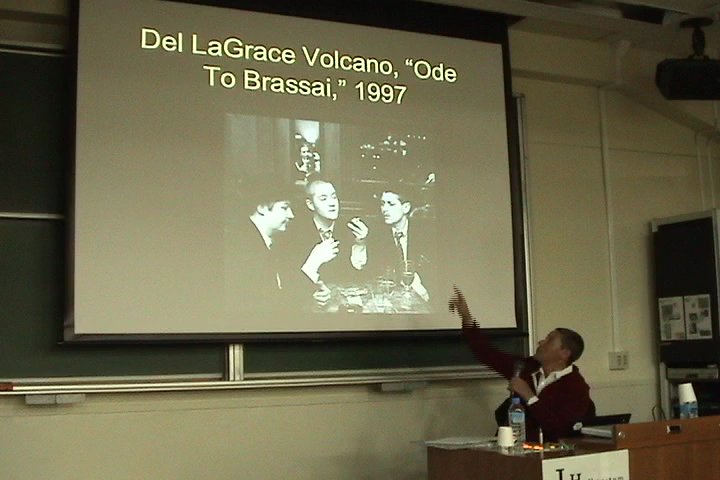 Del LaGrace Volcano, “Ode
To Brassai,” 1997